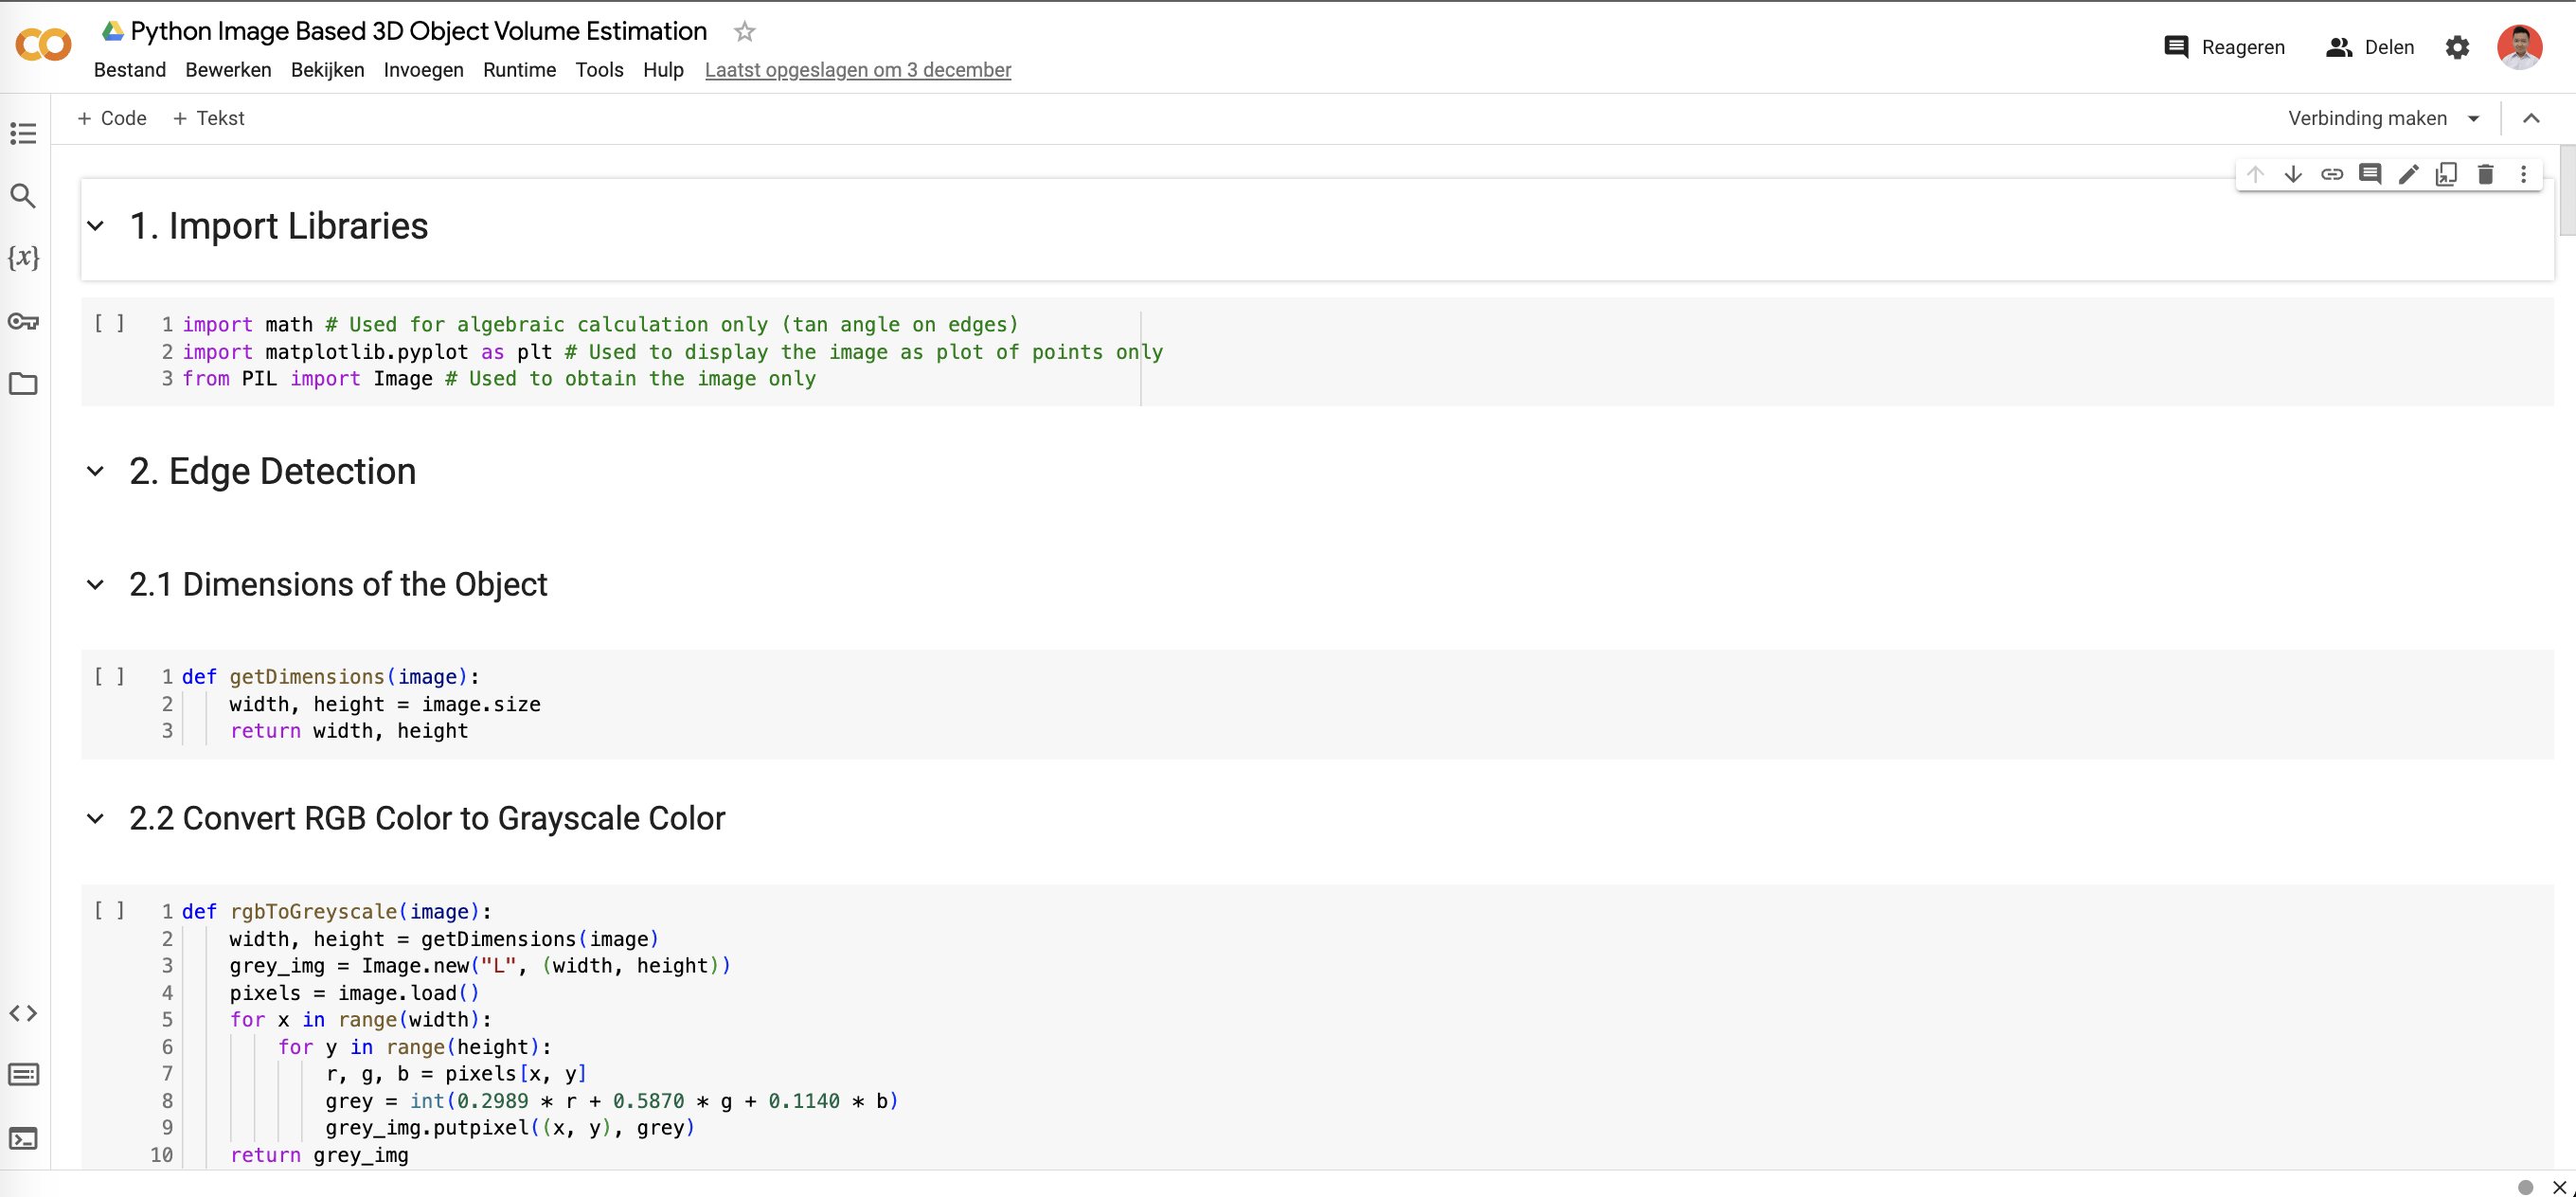 Python Image Based 3D Object Volume Estimation
Bestand Bewerken Bekijken Invoegen Runtime Tools Hulp Laatst opgeslagen om 3 december
Reageren Delen
+ Code + Tekst
Verbinding maken
{x}
1. Import Libraries
[ ] 1 import math # Used for algebraic calculation only (tan angle on edges)
2 import matplotlib.pyplot as plt # Used to display the image as plot of points only
3 from PIL import Image # Used to obtain the image only
2. Edge Detection
2.1 Dimensions of the Object
[ ] 1 def getDimensions(image):
2     width, height = image.size
3     return width, height
2.2 Convert RGB Color to Grayscale Color
[ ] 1 def rgbToGreyscale(image):
2     width, height = getDimensions(image)
3     grey_img = Image.new("L", (width, height))
4     pixels = image.load()
5     for x in range(width):
6         for y in range(height):
7             r, g, b = pixels[x, y]
8             grey = int(0.2989 * r + 0.5870 * g + 0.1140 * b)
9             grey_img.putpixel((x, y), grey)
10     return grey_img